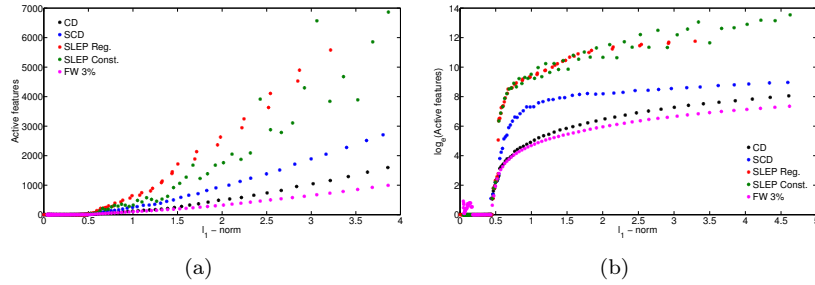 7000
6000
5000
4000
3000
2000
1000
0
0 0.5 1 1.5 2 2.5 3 3.5 4
l1 − norm
Active features
CD
SCD
SLEP Reg.
SLEP Const.
FW 3%
(a)
14
12
10
8
6
4
2
0
0 0.5 1 1.5 2 2.5 3 3.5 4 4.5 5
l1 − norm
loge(Active features)
CD
SCD
SLEP Reg.
SLEP Const.
FW 3%
(b)